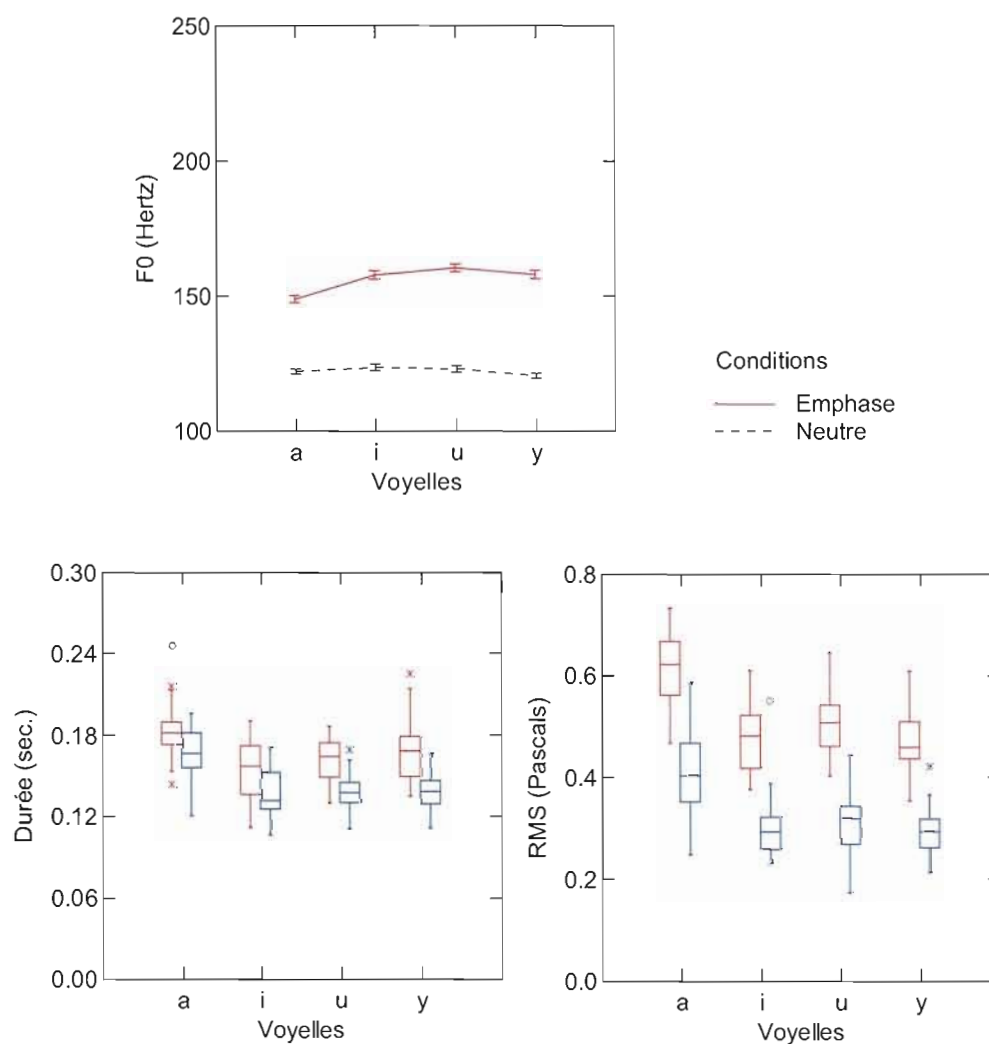 250
200
150
100
F0 (Hertz)
a i u y
Voyelles
Conditions
Emphase
Neutre
0.30
0.24
0.18
0.12
0.06
0.00
Durée (sec.)
a i u y
Voyelles
0.8
0.6
0.4
0.2
0.0
RMS (Pascals)
a i u y
Voyelles